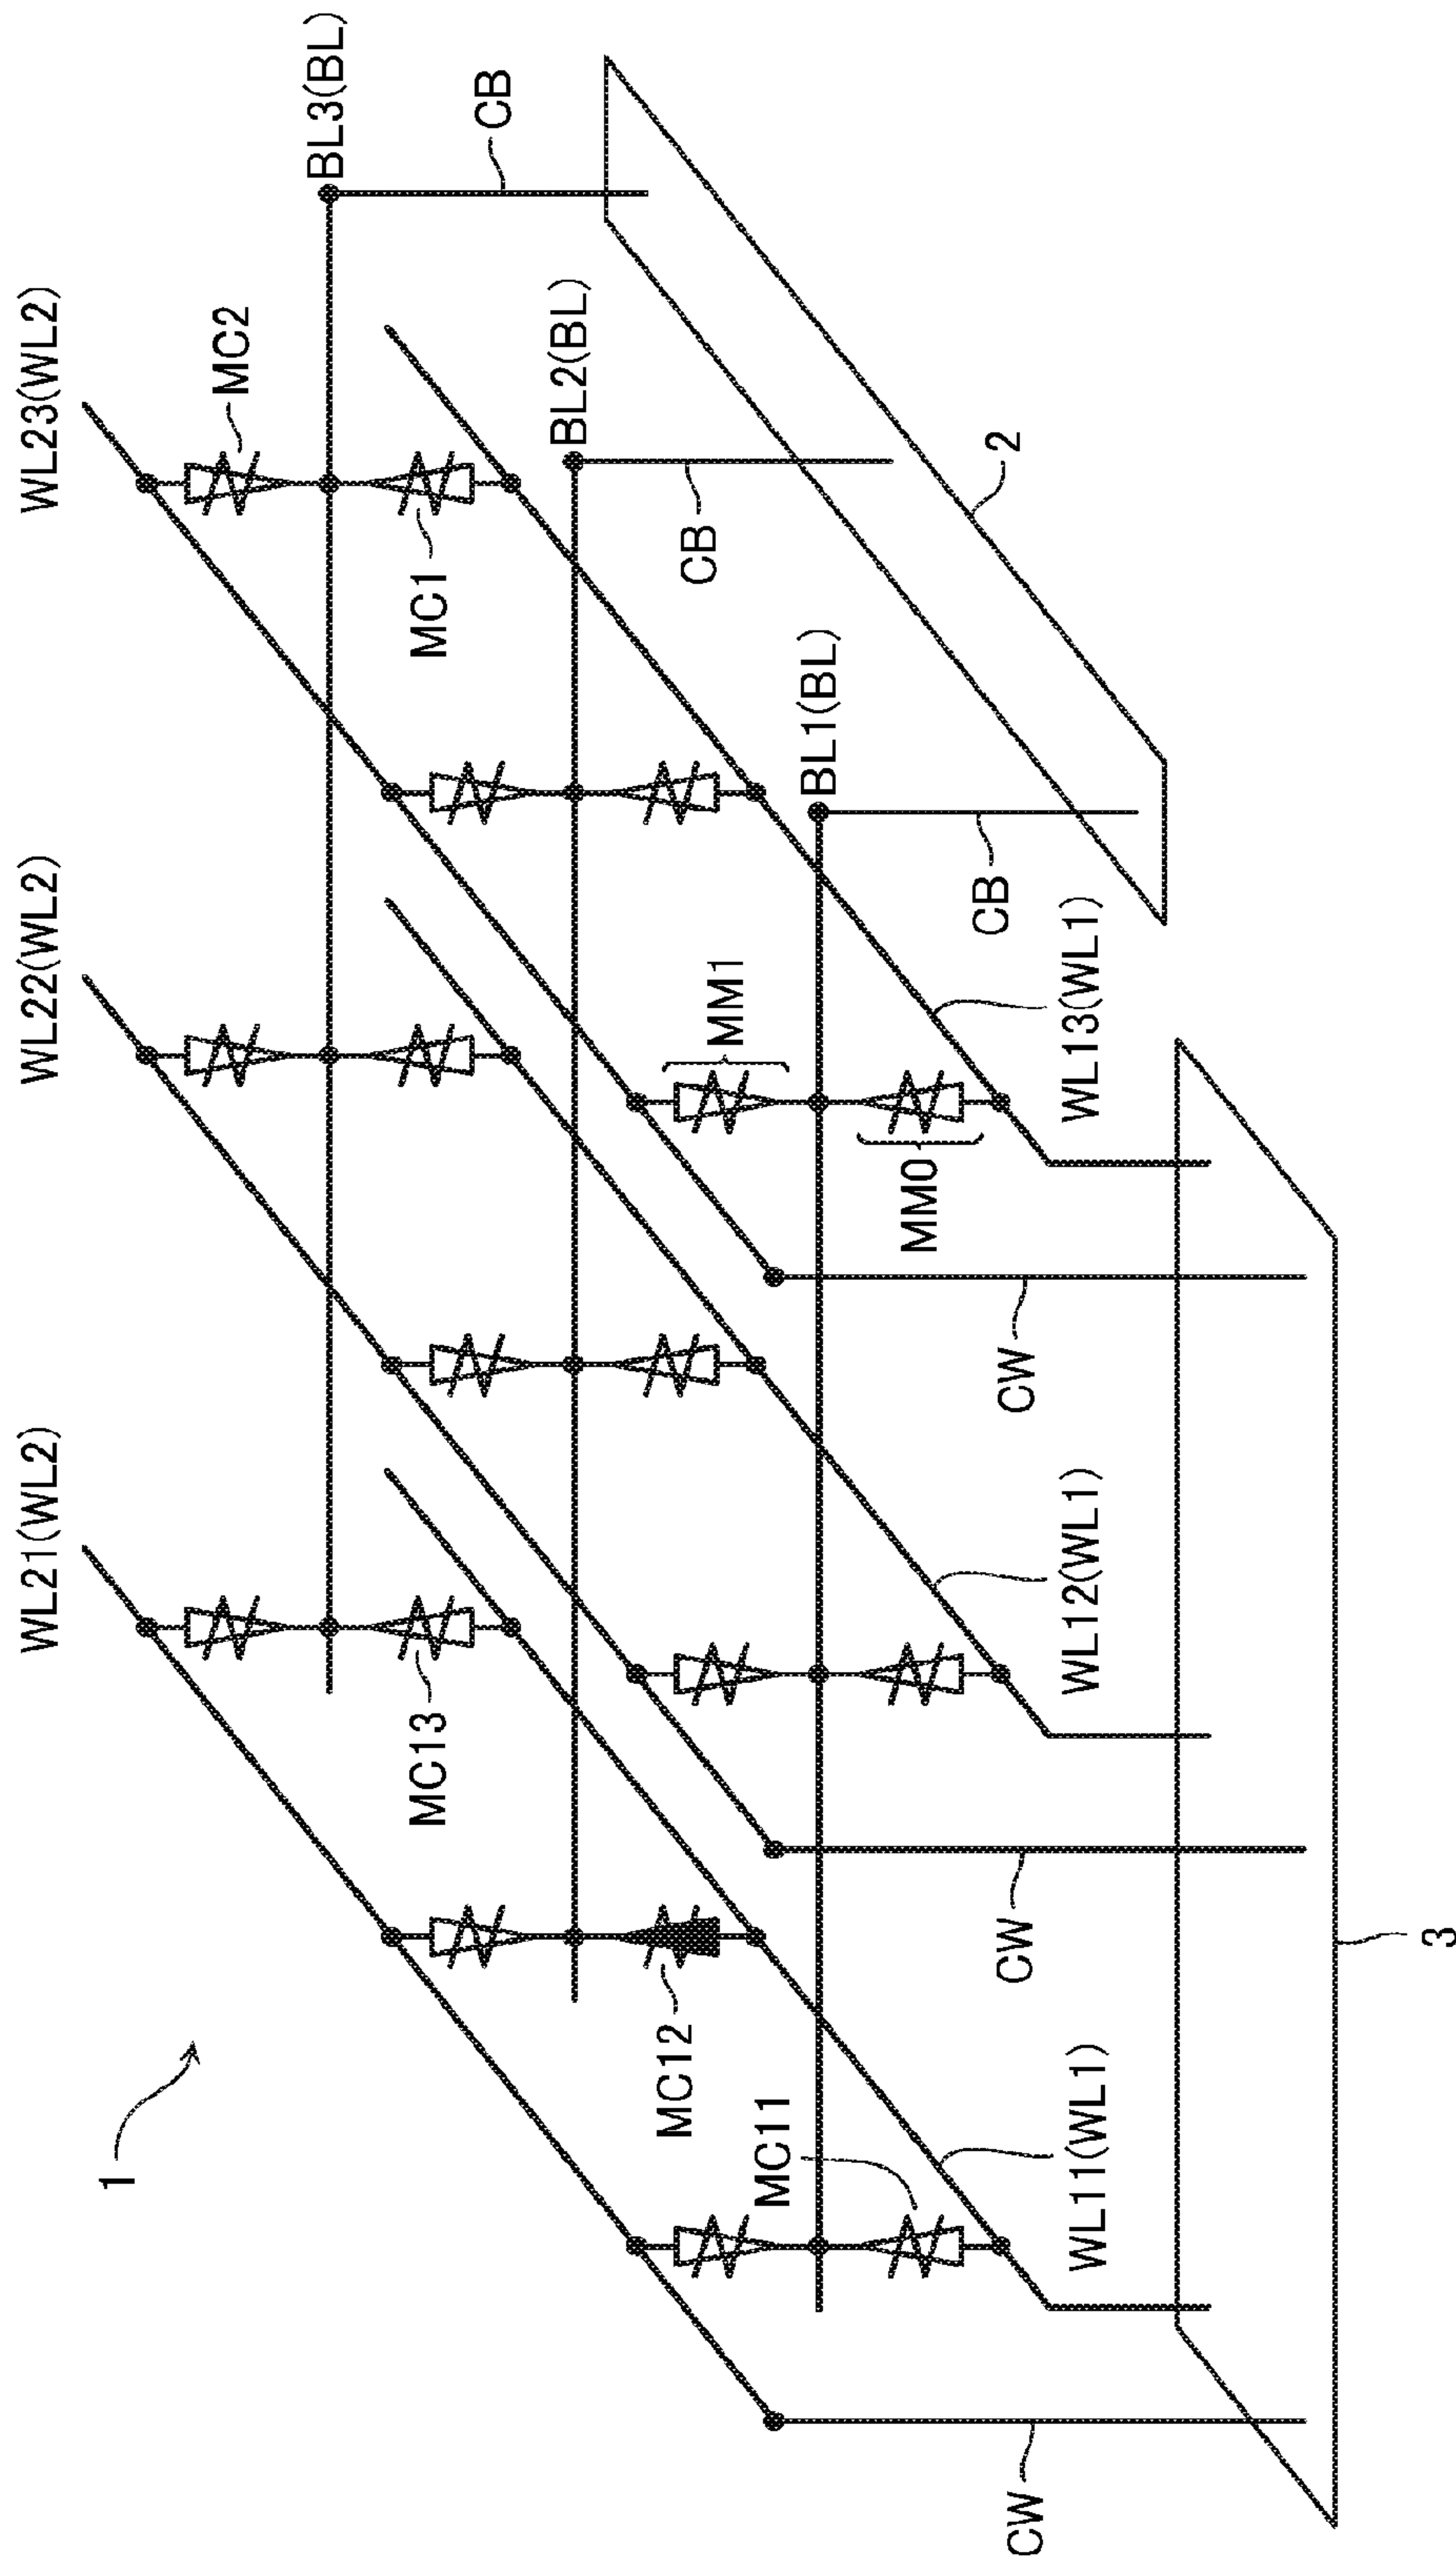 1
WL21(WL2)
WL22(WL2)
WL23(WL2)
BL3(BL)
MC2
CB
MC1
MC13
BL2(BL)
CB
MC12
MM1
BL1(BL)
MC11
MM0
CB
WL11(WL1)
WL12(WL1)
WL13(WL1)
2
CW
CW
CW
3